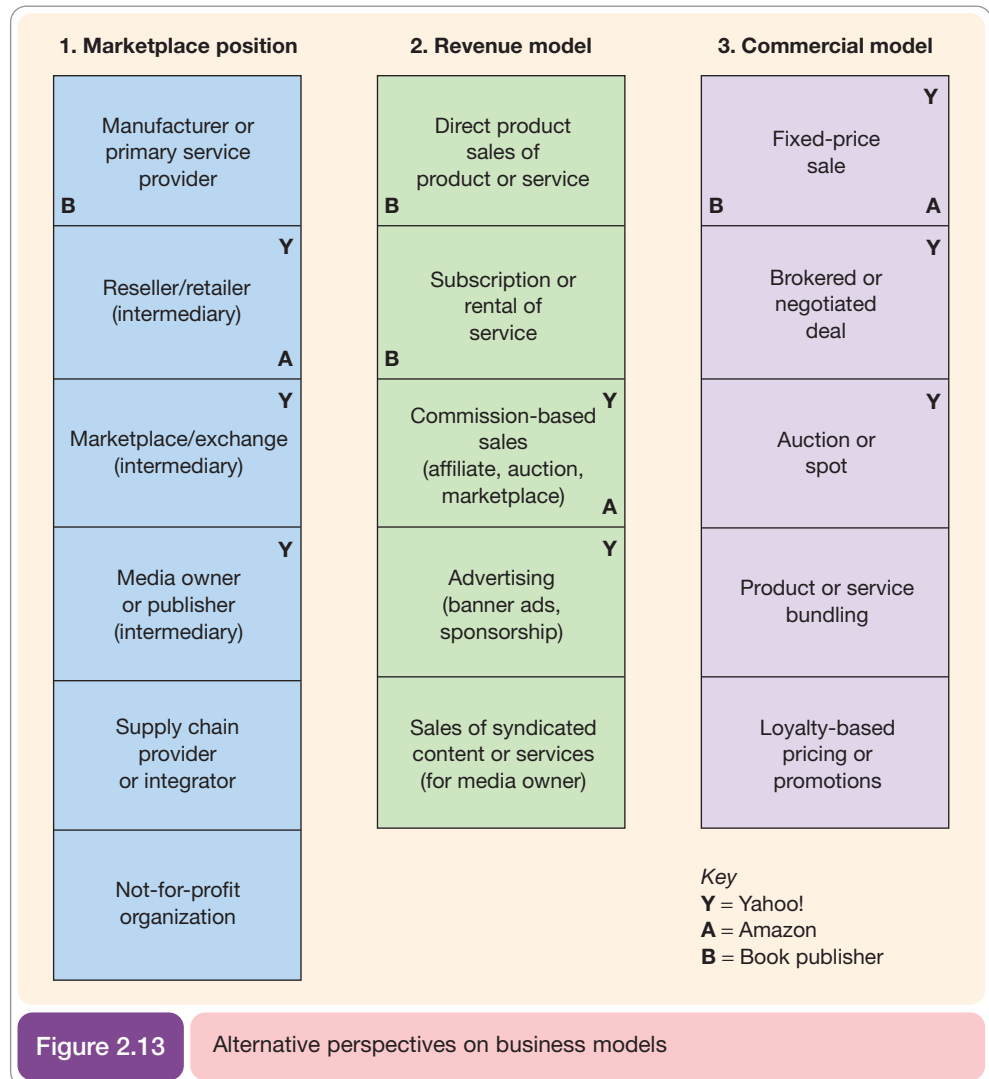 1. Marketplace position
Manufacturer or
primary service
provider
B
Y
Reseller/retailer
(intermediary)
A
Y
Marketplace/exchange
(intermediary)
Y
Media owner
or publisher
(intermediary)
Supply chain
provider
or integrator
Not-for-profit
organization
2. Revenue model
Direct product
sales of
product or service
B
Subscription or
rental of
service
B
Y
Commission-based
sales
(affiliate, auction,
marketplace)
A
Y
Advertising
(banner ads,
sponsorship)
Sales of syndicated
content or services
(for media owner)
3. Commercial model
Y
Fixed-price
sale
B A
Y
Brokered or
negotiated
deal
Y
Auction or
spot
Product or service
bundling
Loyalty-based
pricing or
promotions
Key
Y = Yahoo!
A = Amazon
B = Book publisher
Figure 2.13 Alternative perspectives on business models